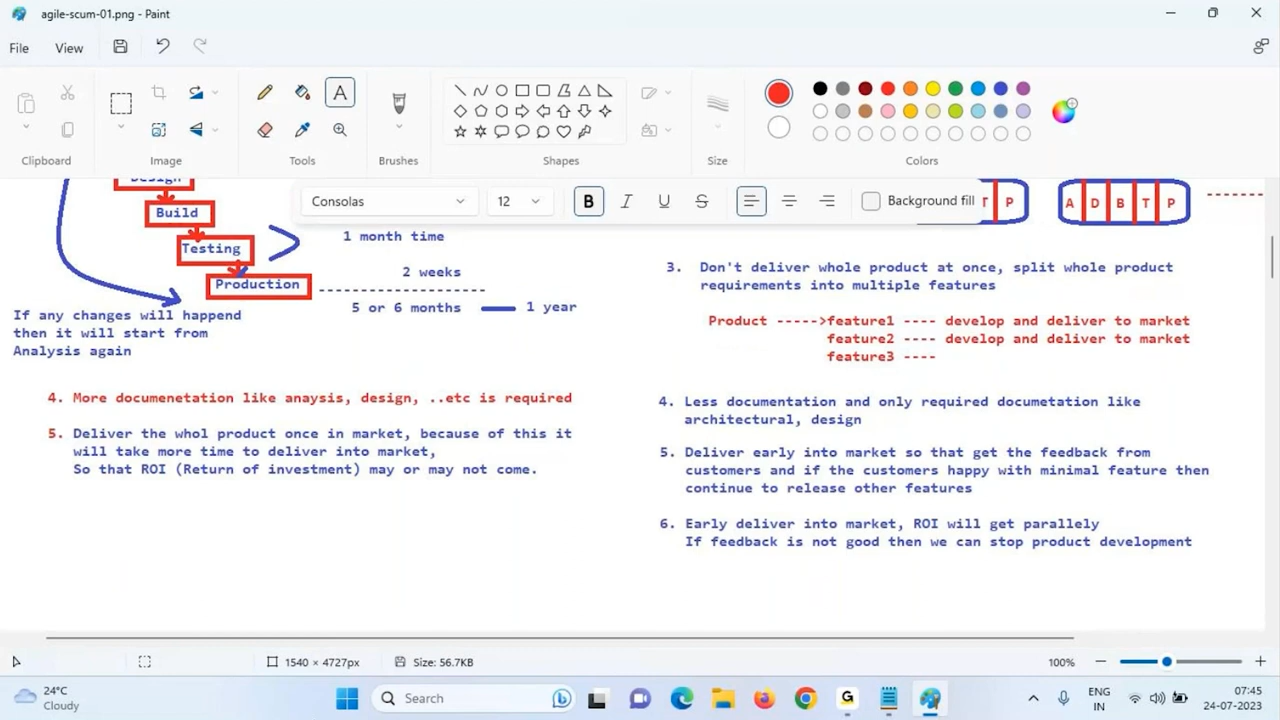 agile-scum-01.png - Paint
File
View
Clipboard
Image
Tools
Brushes
Shapes
Size
Colors
Consolas
12
B
I
U
S
Background fill
Design
Build
Testing
Production
1 month time
2 weeks
5 or 6 months
1 year
If any changes will happend
then it will start from
Analysis again
4. More documenetation like anaysis, design, ..etc is required
5. Deliver the whol product once in market, because of this it
will take more time to deliver into market,
So that ROI (Return of investment) may or may not come.
T P
A D B T P
3. Don't deliver whole product at once, split whole product
requirements into multiple features
Product ----->feature1 ---- develop and deliver to market
feature2 ---- develop and deliver to market
feature3 ----
4. Less documentation and only required documetation like
architectural, design
5. Deliver early into market so that get the feedback from
customers and if the customers happy with minimal feature then
continue to release other features
6. Early deliver into market, ROI will get parallely
If feedback is not good then we can stop product development
1540 × 4727px
Size: 56.7KB
100%
24°C
Cloudy
Search
ENG
IN
07:45
24-07-2023